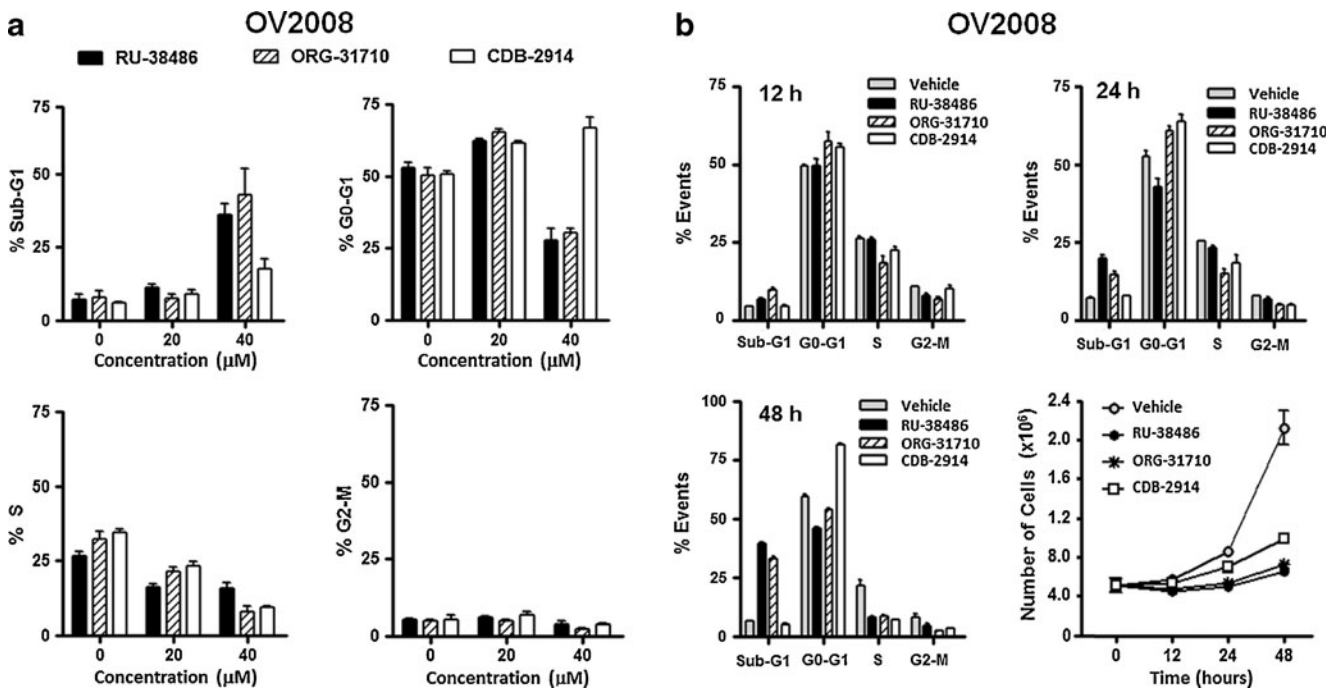 a
OV2008
RU-38486
ORG-31710
CDB-2914
% Sub-G1
75
50
25
0
0
20
40
Concentration (µM)
% G0-G1
75
50
25
0
0
20
40
Concentration (µM)
% S
75
50
25
0
0
20
40
Concentration (µM)
% G2-M
75
50
25
0
0
20
40
Concentration (µM)
b
OV2008
12 h
Vehicle
RU-38486
ORG-31710
CDB-2914
% Events
75
50
25
0
Sub-G1
G0-G1
S
G2-M
24 h
Vehicle
RU-38486
ORG-31710
CDB-2914
% Events
75
50
25
0
Sub-G1
G0-G1
S
G2-M
48 h
Vehicle
RU-38486
ORG-31710
CDB-2914
% Events
100
75
50
25
0
Sub-G1
G0-G1
S
G2-M
Vehicle
RU-38486
ORG-31710
CDB-2914
Number of Cells (x10⁶)
2.4
2.0
1.6
1.2
8.0
4.0
0
0
12
24
48
Time (hours)